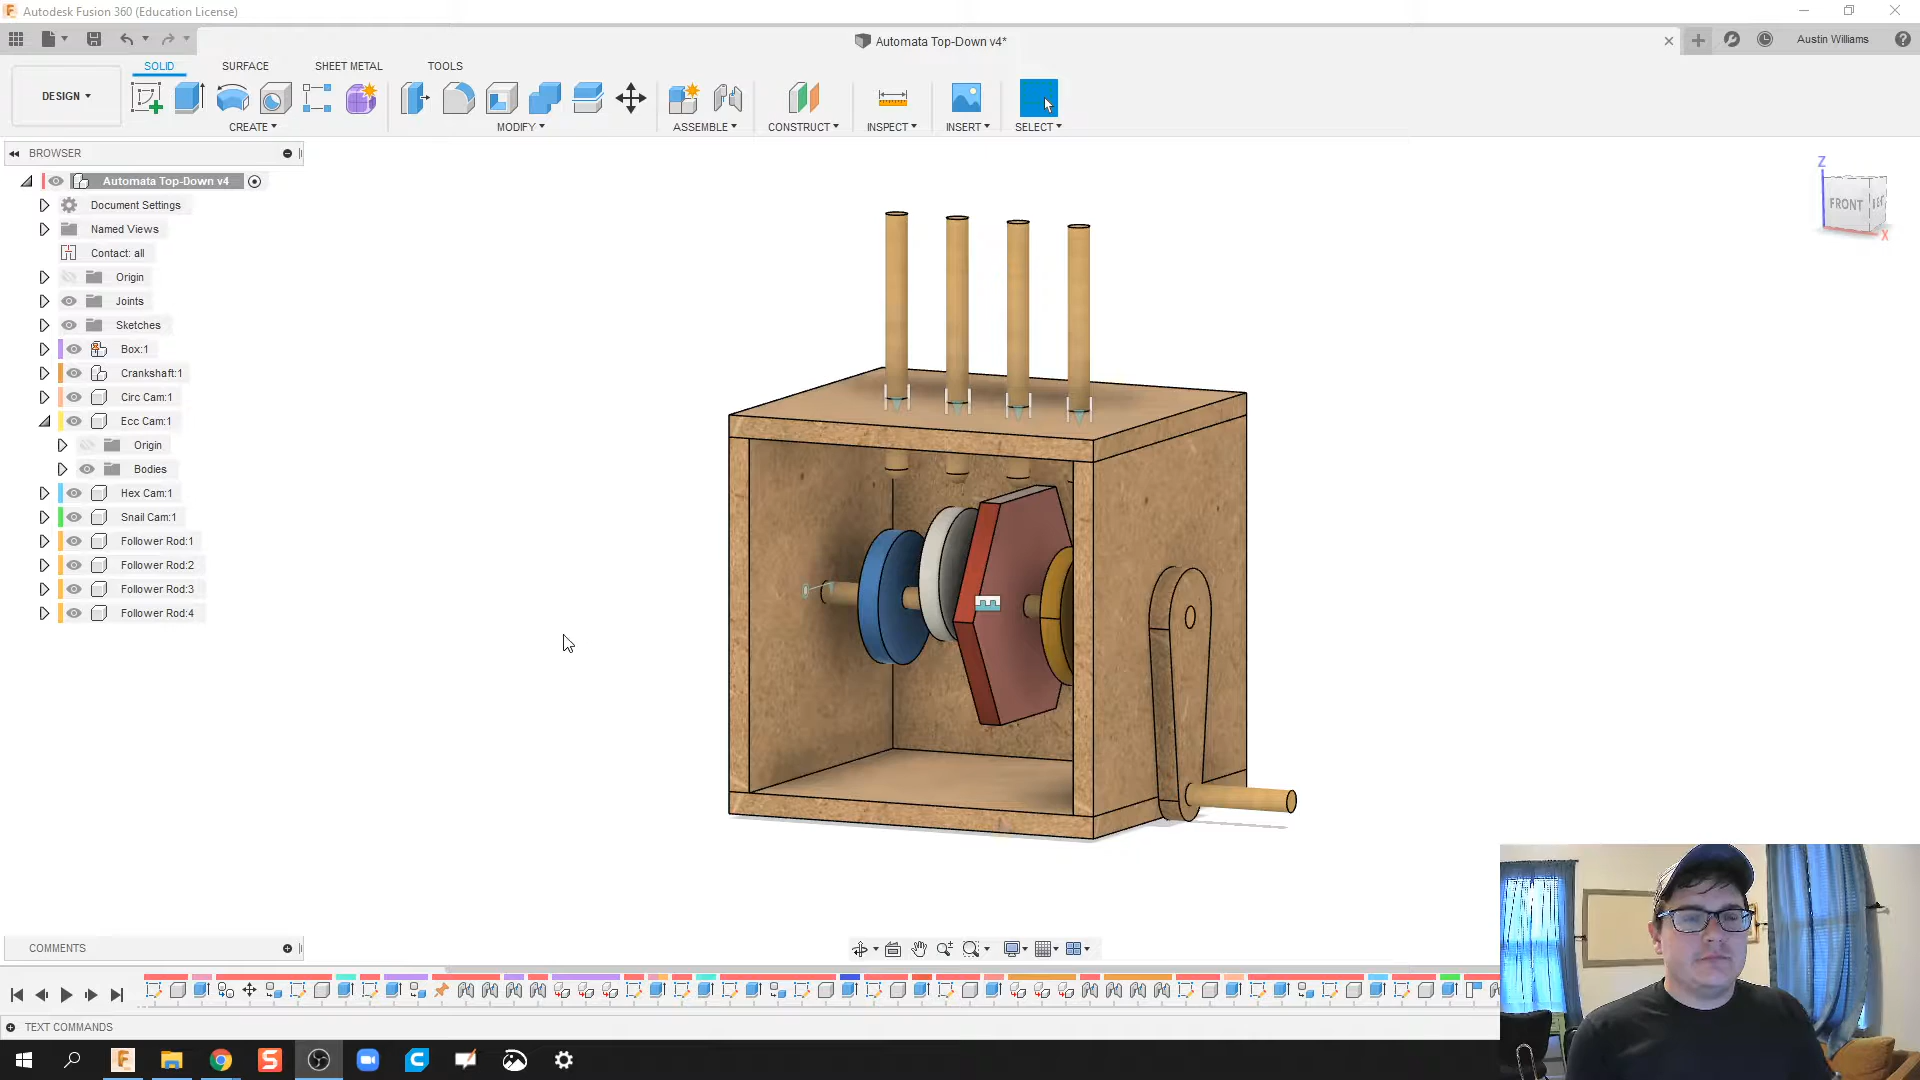 Autodesk Fusion 360 (Education License)
Automata Top-Down v4*
Austin Williams
DESIGN
SOLID
SURFACE
SHEET METAL
TOOLS
CREATE
MODIFY
ASSEMBLE
CONSTRUCT
INSPECT
INSERT
SELECT
BROWSER
Automata Top-Down v4
Document Settings
Named Views
Contact: all
Origin
Joints
Sketches
Box:1
Crankshaft:1
Circ Cam:1
Ecc Cam:1
Origin
Bodies
Hex Cam:1
Snail Cam:1
Follower Rod:1
Follower Rod:2
Follower Rod:3
Follower Rod:4
Z
FRONT
X
COMMENTS
TEXT COMMANDS